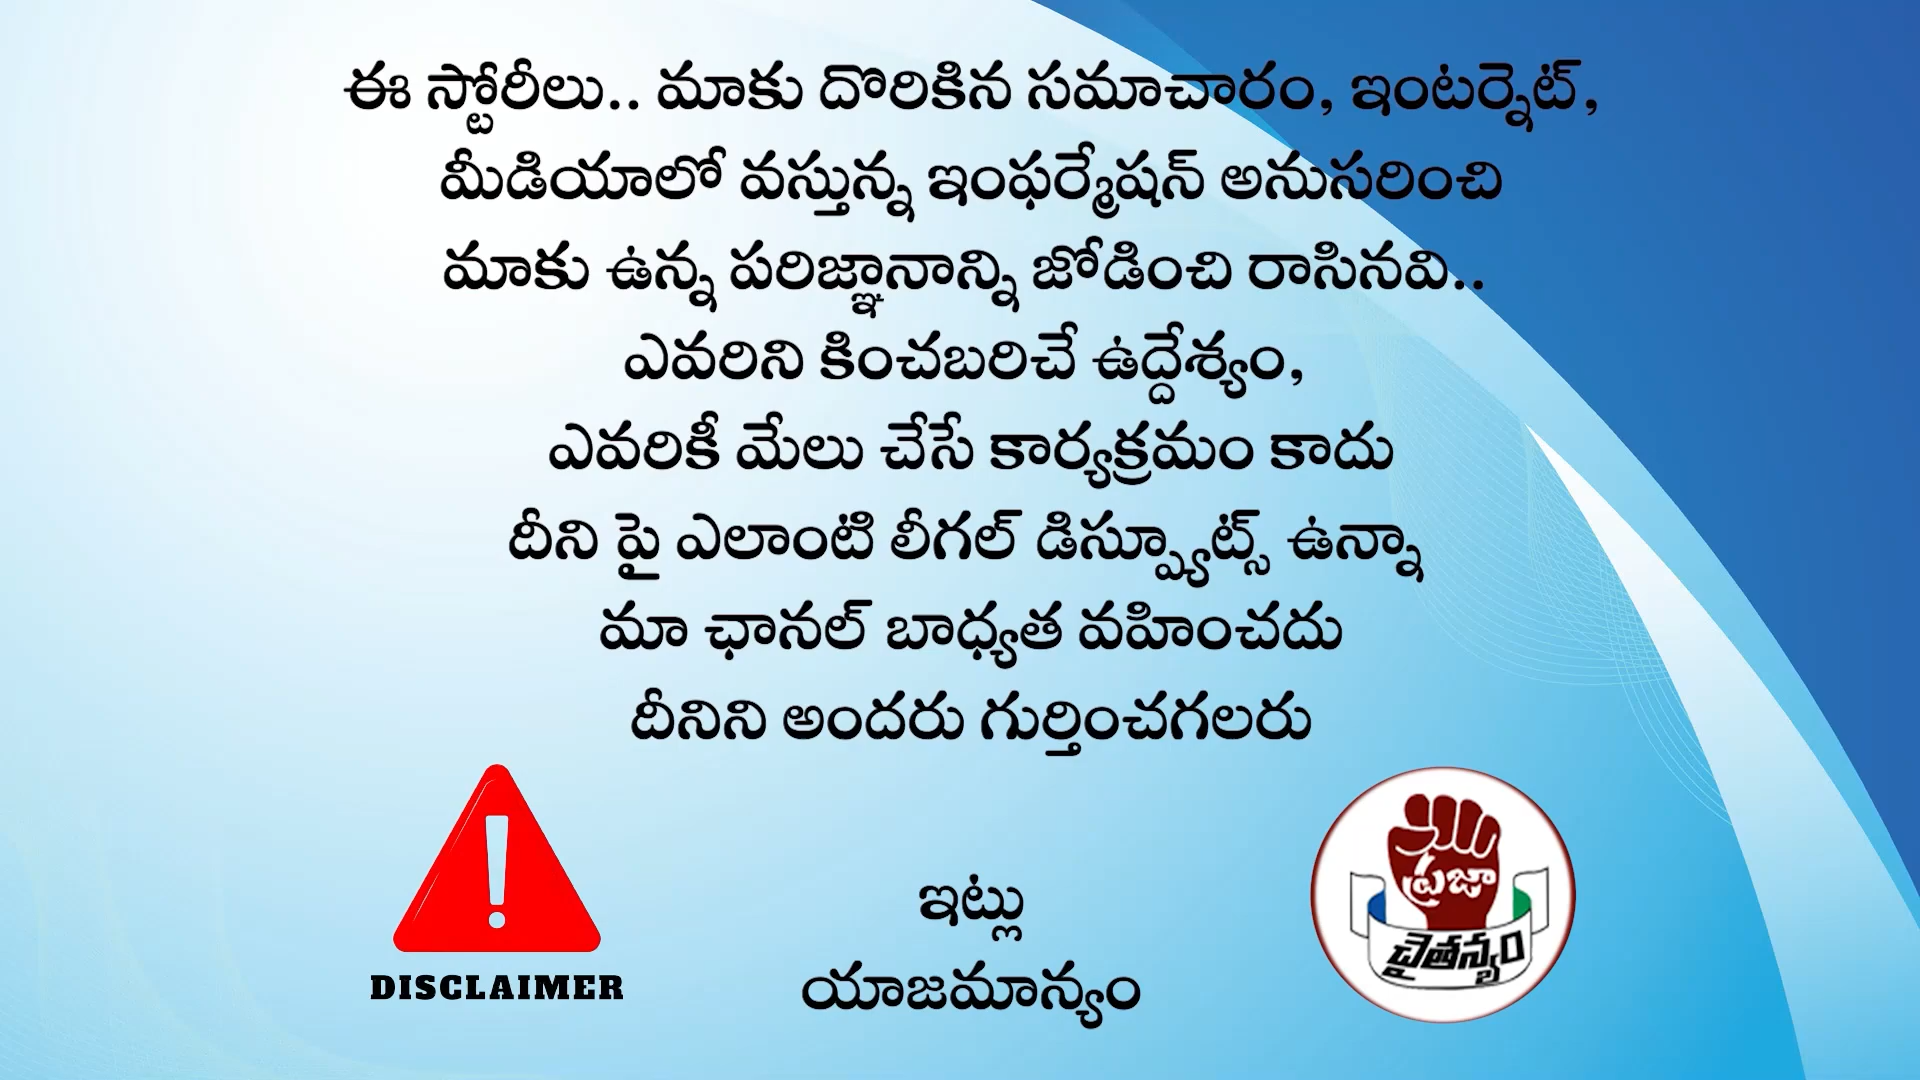 ఈ స్టోరీలు.. మాకు దొరికిన సమాచారం, ఇంటర్నెట్,
మీడియాలో వస్తున్న ఇంఫర్మేషన్ అనుసరించి
మాకు ఉన్న పరిజ్ఞానాన్ని జోడించి రాసినవి..
ఎవరిని కించబరిచే ఉద్దేశ్యం,
ఎవరికీ మేలు చేసే కార్యక్రమం కాదు
దీని పై ఎలాంటి లీగల్ డిస్ప్యూట్స్ ఉన్నా
మా ఛానల్ బాధ్యత వహించదు
దీనిని అందరు గుర్తించగలరు
DISCLAIMER
ఇట్లు
యాజమాన్యం
ప్రజా
చైతన్యం